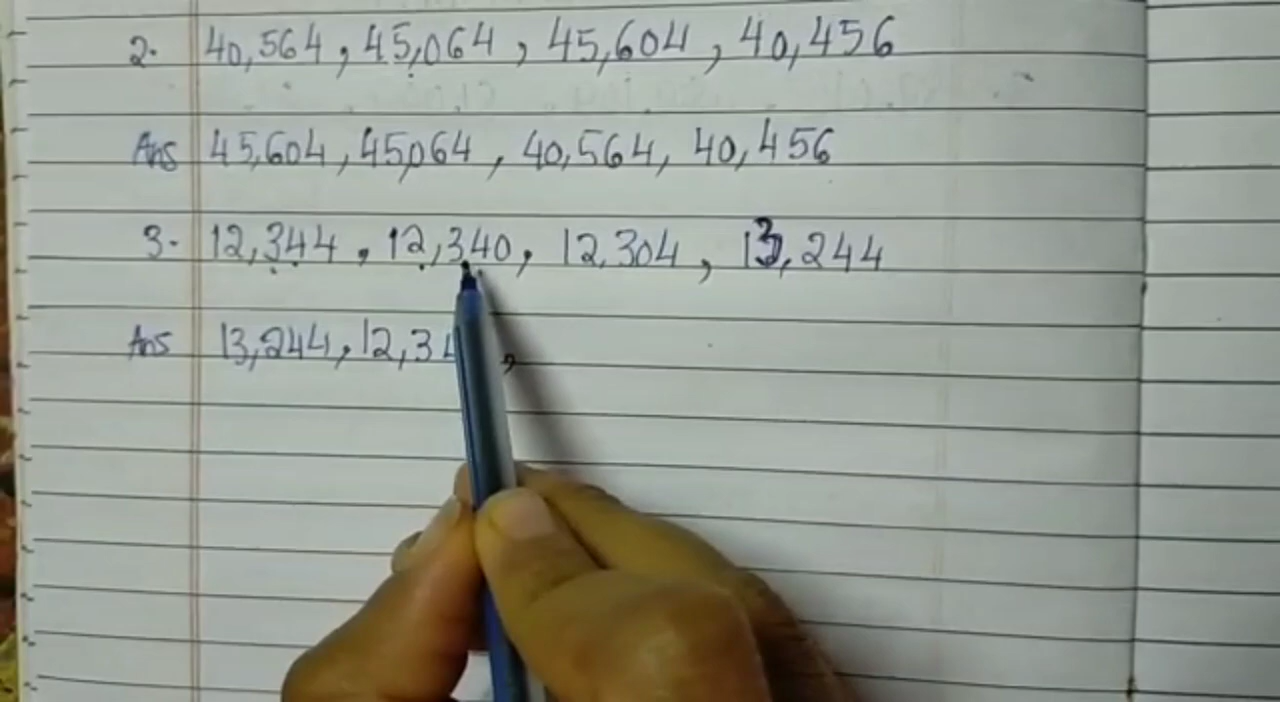 2. 40,564, 45,064, 45,604, 40,456
Ans 45,604, 45,064, 40,564, 40,456
3. 12,344, 12,340, 12,304, 13,244
Ans 13,244, 12,34 ,